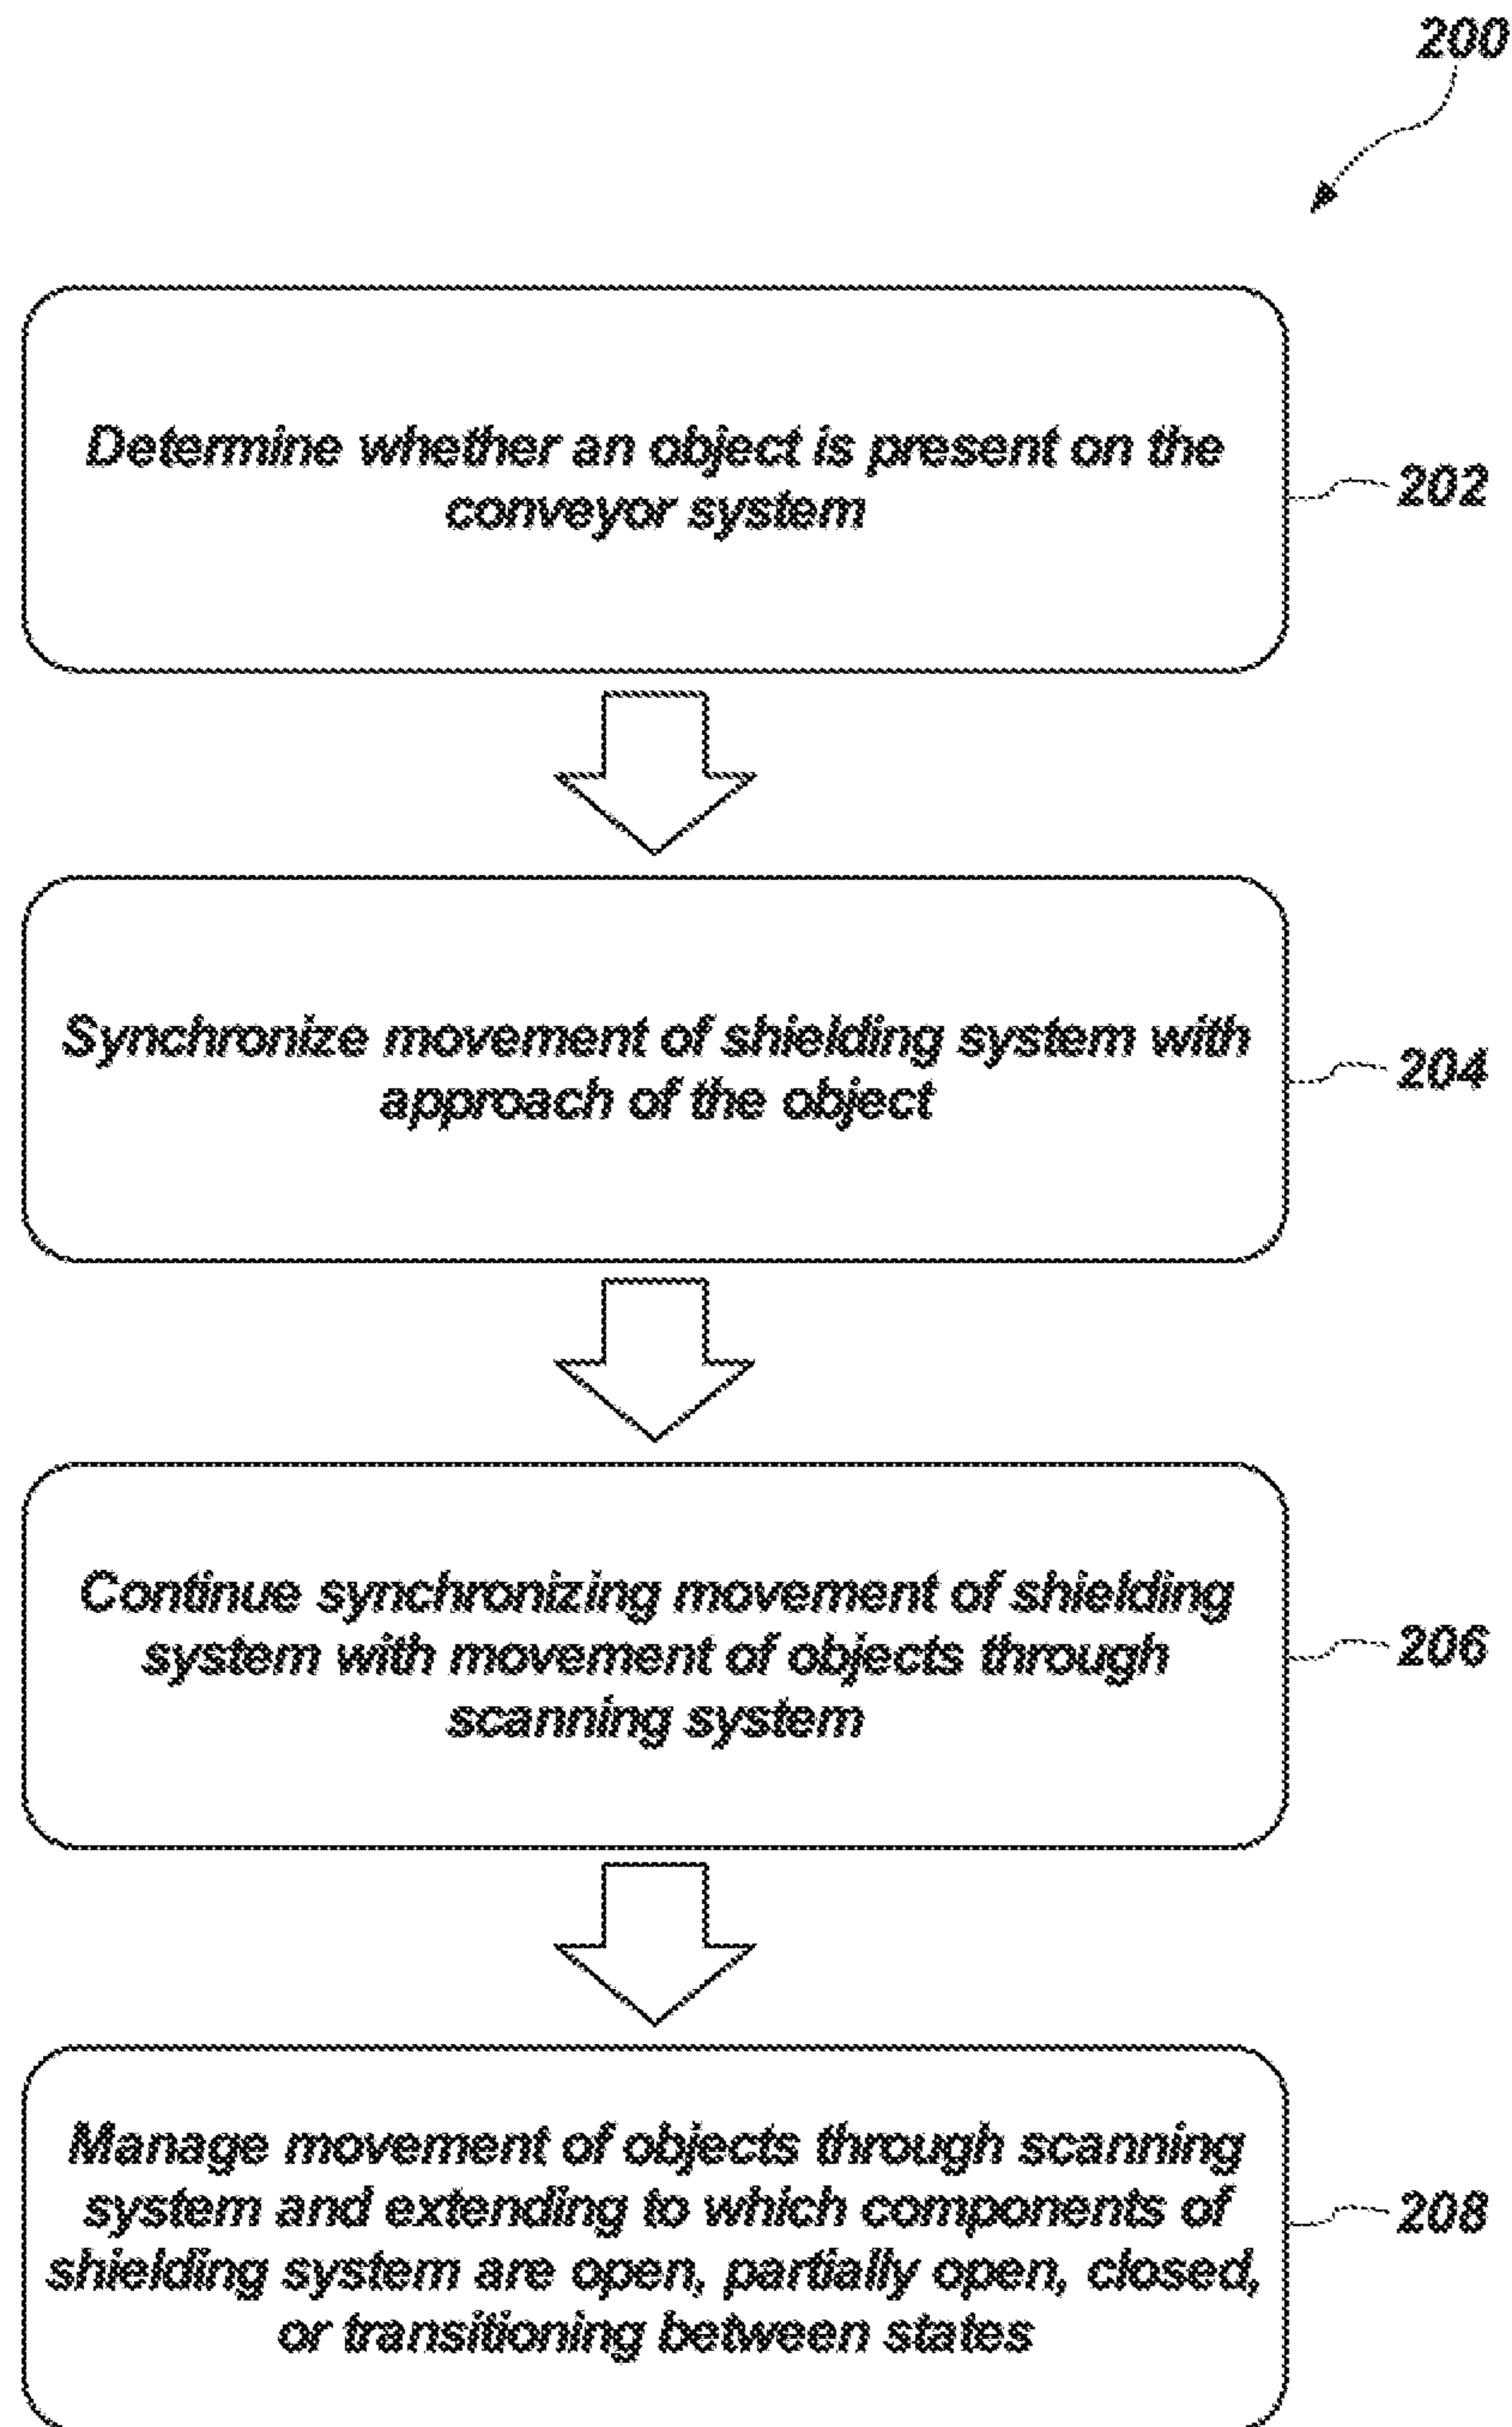 200
Determine whether an object is present on the
conveyor system
202
Synchronize movement of shielding system with
approach of the object
204
Continue synchronizing movement of shielding
system with movement of objects through
scanning system
206
Manage movement of objects through scanning
system and extending to which components of
shielding system are open, partially open, closed,
or transitioning between states
208